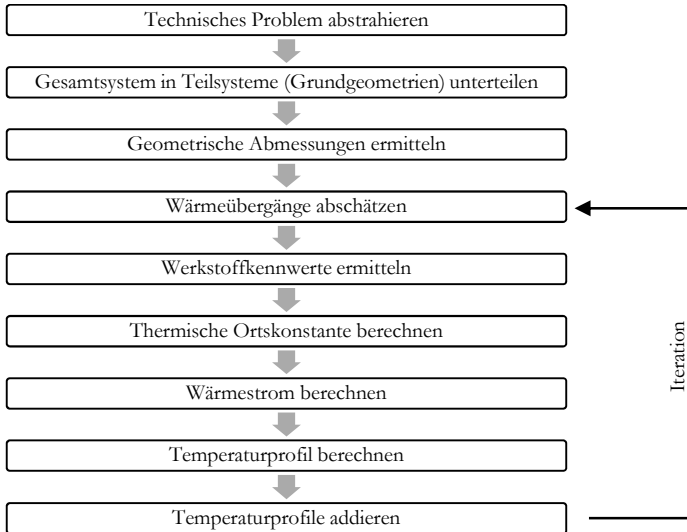 Technisches Problem abstrahieren
Gesamtsystem in Teilsysteme (Grundgeometrien) unterteilen
Geometrische Abmessungen ermitteln
Wärmeübergänge abschätzen
Werkstoffkennwerte ermitteln
Thermische Ortskonstante berechnen
Wärmestrom berechnen
Temperaturprofil berechnen
Temperaturprofile addieren
Iteration